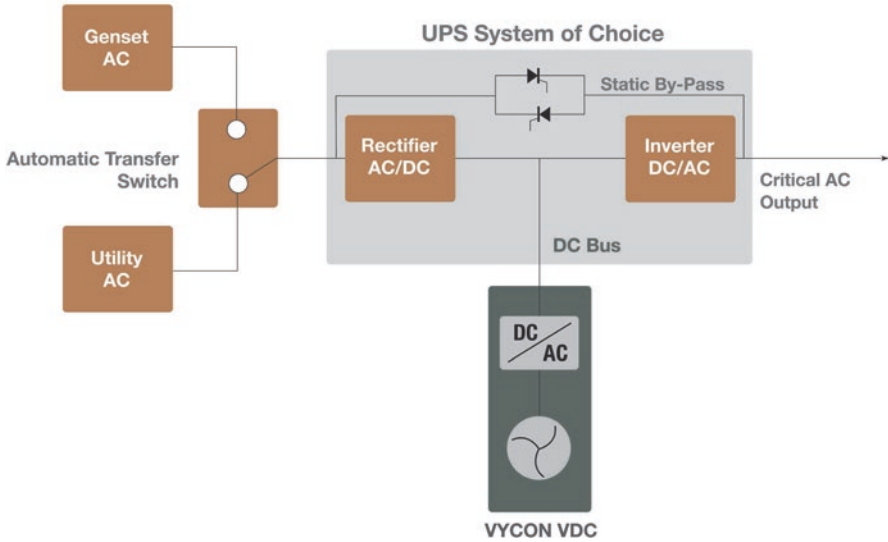 Genset
AC
UPS System of Choice
Static By-Pass
Automatic Transfer
Switch
Rectifier
AC/DC
Inverter
DC/AC
Critical AC
Output
Utility
AC
DC Bus
DC
AC
VYCON VDC